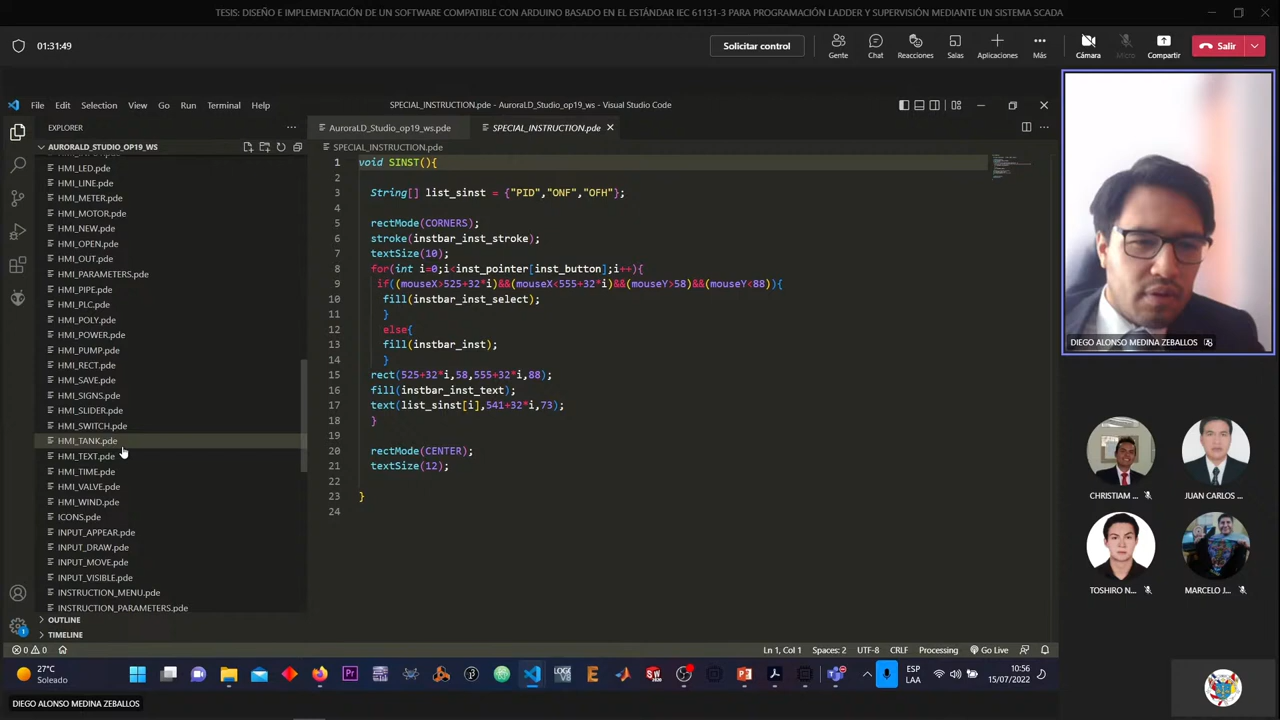 TESIS: DISEÑO E IMPLEMENTACIÓN DE UN SOFTWARE COMPATIBLE CON ARDUINO BASADO EN EL ESTÁNDAR IEC 61131-3 PARA PROGRAMACIÓN LADDER Y SUPERVISIÓN MEDIANTE UN SISTEMA SCADA
01:31:49
Solicitar control
Gente
Chat
Reacciones
Salas
Aplicaciones
Más
Cámara
Micro
Compartir
Salir
File Edit Selection View Go Run Terminal Help
SPECIAL_INSTRUCTION.pde - AuroraLD_Studio_op19_ws - Visual Studio Code
EXPLORER
AURORALD_STUDIO_OP19_WS
HMI_LED.pde
HMI_LINE.pde
HMI_METER.pde
HMI_MOTOR.pde
HMI_NEW.pde
HMI_OPEN.pde
HMI_OUT.pde
HMI_PARAMETERS.pde
HMI_PIPE.pde
HMI_PLC.pde
HMI_POLY.pde
HMI_POWER.pde
HMI_PUMP.pde
HMI_RECT.pde
HMI_SAVE.pde
HMI_SIGNS.pde
HMI_SLIDER.pde
HMI_SWITCH.pde
HMI_TANK.pde
HMI_TEXT.pde
HMI_TIME.pde
HMI_VALVE.pde
HMI_WIND.pde
ICONS.pde
INPUT_APPEAR.pde
INPUT_DRAW.pde
INPUT_MOVE.pde
INPUT_VISIBLE.pde
INSTRUCTION_MENU.pde
INSTRUCTION_PARAMETERS.pde
OUTLINE
TIMELINE
AuroraLD_Studio_op19_ws.pde
SPECIAL_INSTRUCTION.pde
SPECIAL_INSTRUCTION.pde
1 void SINST(){
2
3 String[] list_sinst = {"PID","ONF","OFH"};
4
5 rectMode(CORNERS);
6 stroke(instbar_inst_stroke);
7 textSize(10);
8 for(int i=0;i<inst_pointer[inst_button];i++){
9 if((mouseX>525+32*i)&&(mouseX<555+32*i)&&(mouseY>58)&&(mouseY<88)){
10 fill(instbar_inst_select);
11 }
12 else{
13 fill(instbar_inst);
14 }
15 rect(525+32*i,58,555+32*i,88);
16 fill(instbar_inst_text);
17 text(list_sinst[i],541+32*i,73);
18 }
19
20 rectMode(CENTER);
21 textSize(12);
22
23 }
24
DIEGO ALONSO MEDINA ZEBALLOS
CHRISTIAM ...
JUAN CARLOS ...
TOSHIRO N...
MARCELO J...
0 0
Ln 1, Col 1 Spaces: 2 UTF-8 CRLF Processing Go Live
1
27°C
Soleado
ESP
LAA
10:56
15/07/2022
DIEGO ALONSO MEDINA ZEBALLOS